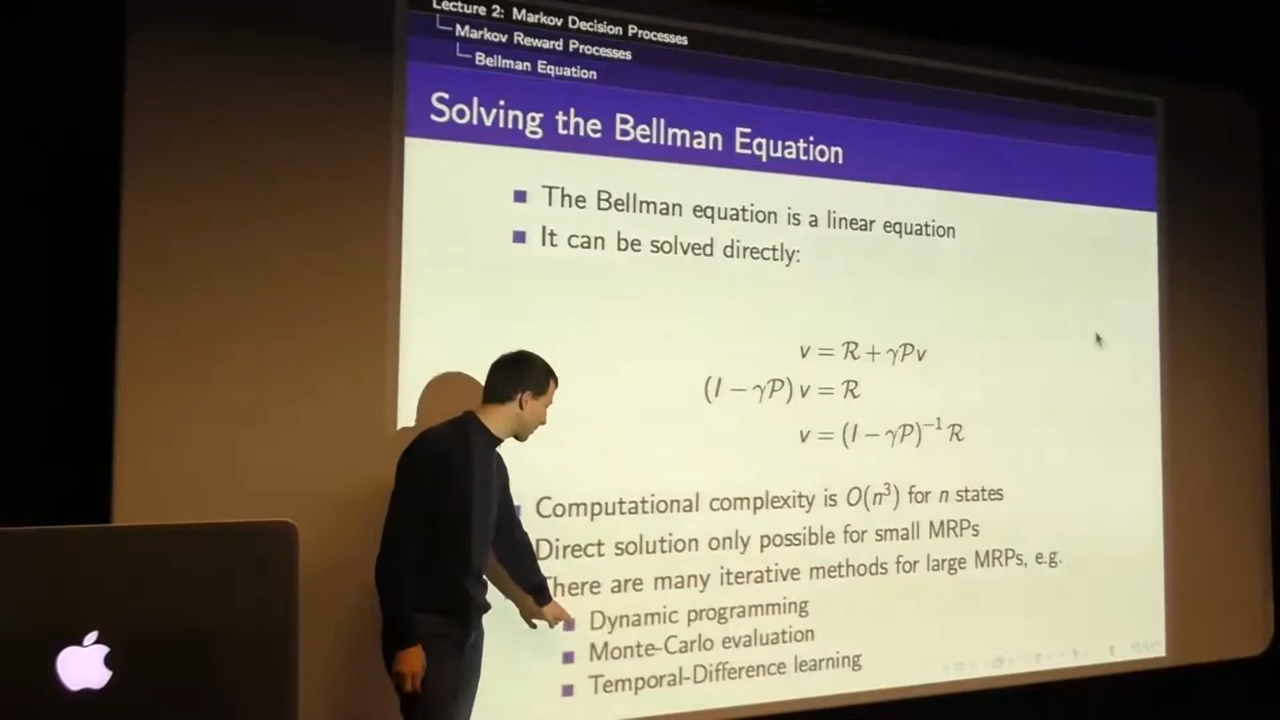 Lecture 2: Markov Decision Processes
Markov Reward Processes
Bellman Equation
Solving the Bellman Equation
The Bellman equation is a linear equation
It can be solved directly:
v = R + γPv
(I − γP) v = R
v = (I − γP)⁻¹ R
Computational complexity is O(n³) for n states
Direct solution only possible for small MRPs
There are many iterative methods for large MRPs, e.g.
Dynamic programming
Monte-Carlo evaluation
Temporal-Difference learning